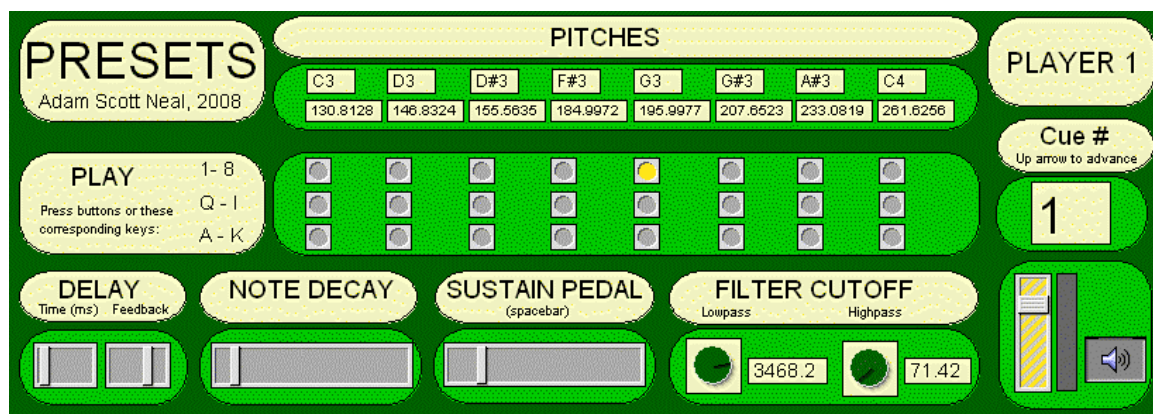 PRESETS
Adam Scott Neal, 2008
PITCHES
C3 D3 D#3 F#3 G3 G#3 A#3 C4
130.8128 146.8324 155.5635 184.9972 195.9977 207.6523 233.0819 261.6256
PLAYER 1
Cue #
Up arrow to advance
1
PLAY
Press buttons or these
corresponding keys:
1- 8
Q - I
A - K
DELAY
Time (ms) Feedback
NOTE DECAY
SUSTAIN PEDAL
(spacebar)
FILTER CUTOFF
Lowpass Highpass
3468.2 71.42